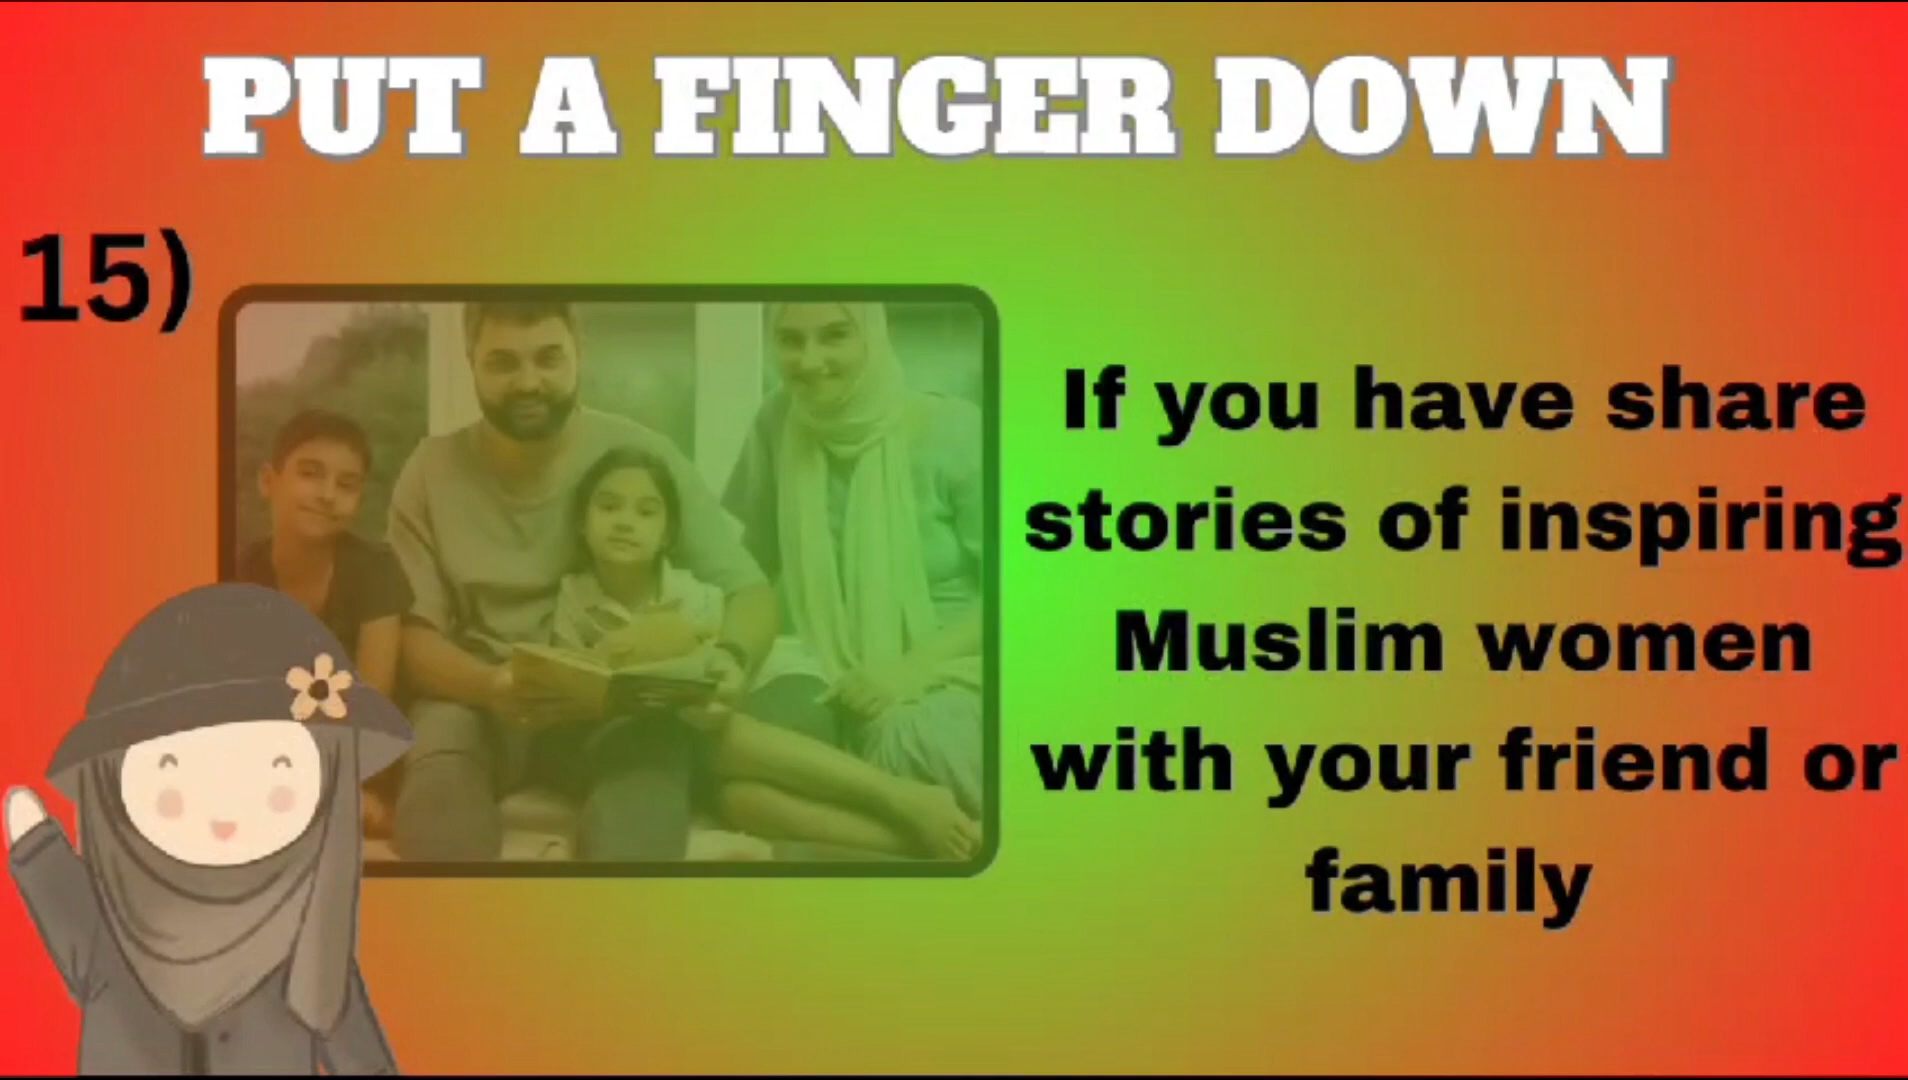 PUT A FINGER DOWN
15)
If you have share
stories of inspiring
Muslim women
with your friend or
family